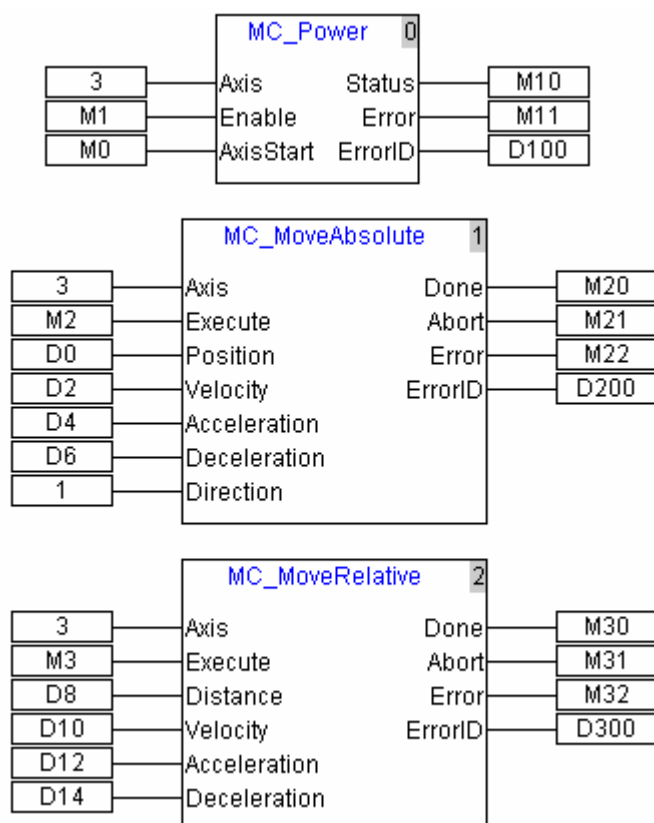 MC_Power 0
3 Axis Status M10
M1 Enable Error M11
M0 AxisStart ErrorID D100
MC_MoveAbsolute 1
3 Axis Done M20
M2 Execute Abort M21
D0 Position Error M22
D2 Velocity ErrorID D200
D4 Acceleration
D6 Deceleration
1 Direction
MC_MoveRelative 2
3 Axis Done M30
M3 Execute Abort M31
D8 Distance Error M32
D10 Velocity ErrorID D300
D12 Acceleration
D14 Deceleration